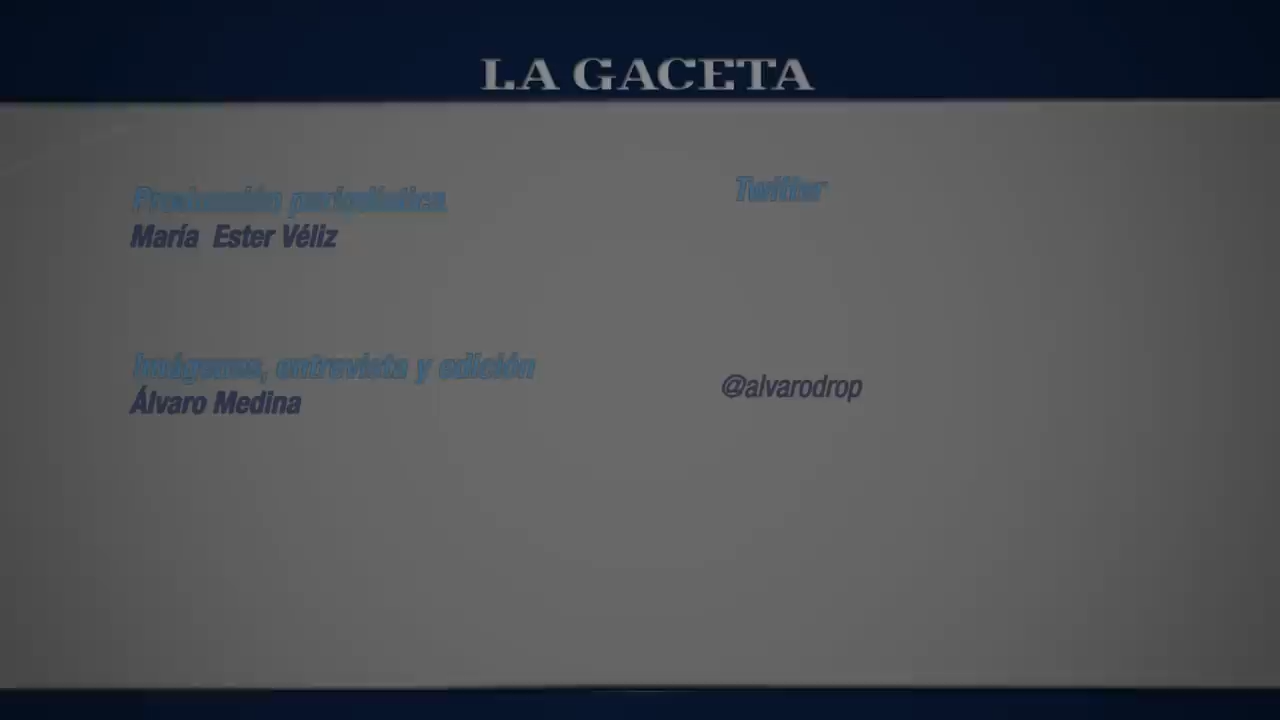 LA GACETA
Producción periodística
María Ester Véliz
Twitter
Imágenes, entrevista y edición
Álvaro Medina
@alvarodrop